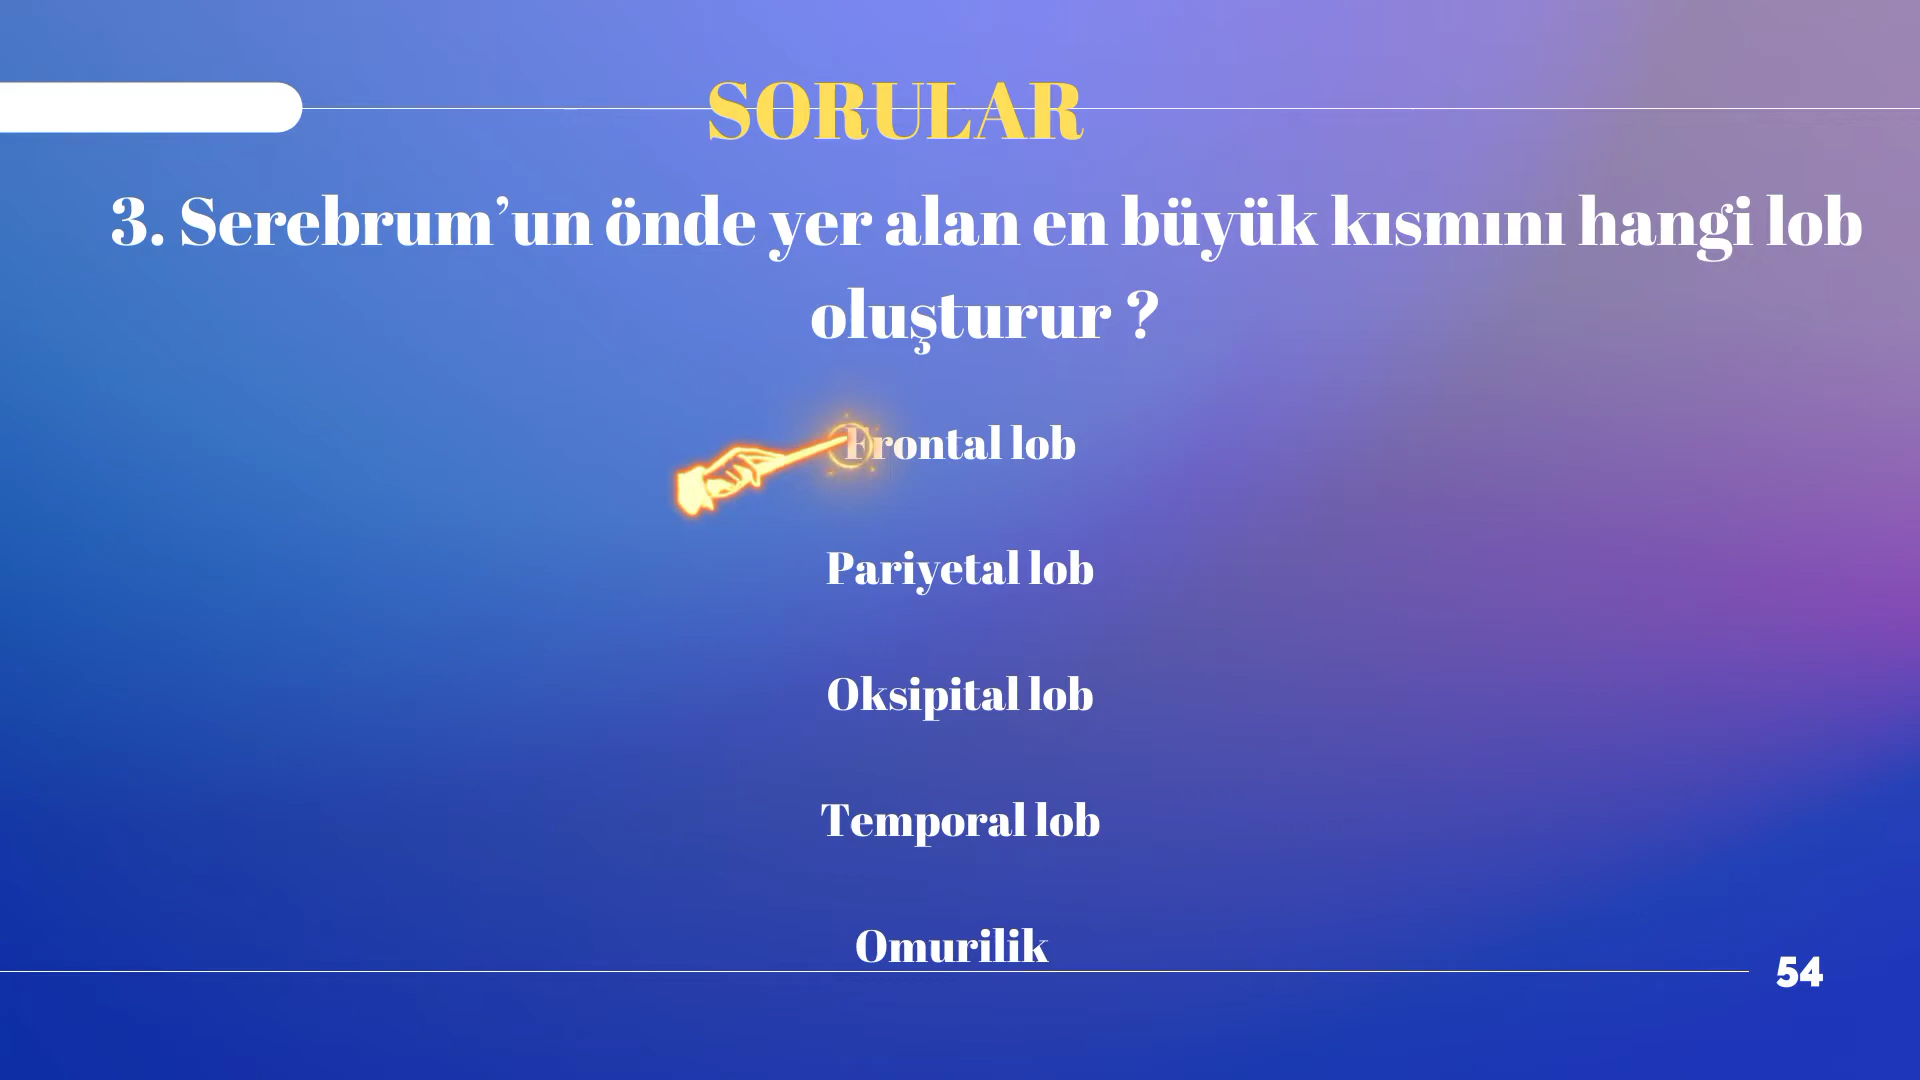 SORULAR
3. Serebrum’un önde yer alan en büyük kısmını hangi lob
oluşturur ?
Frontal lob
Pariyetal lob
Oksipital lob
Temporal lob
Omurilik
54